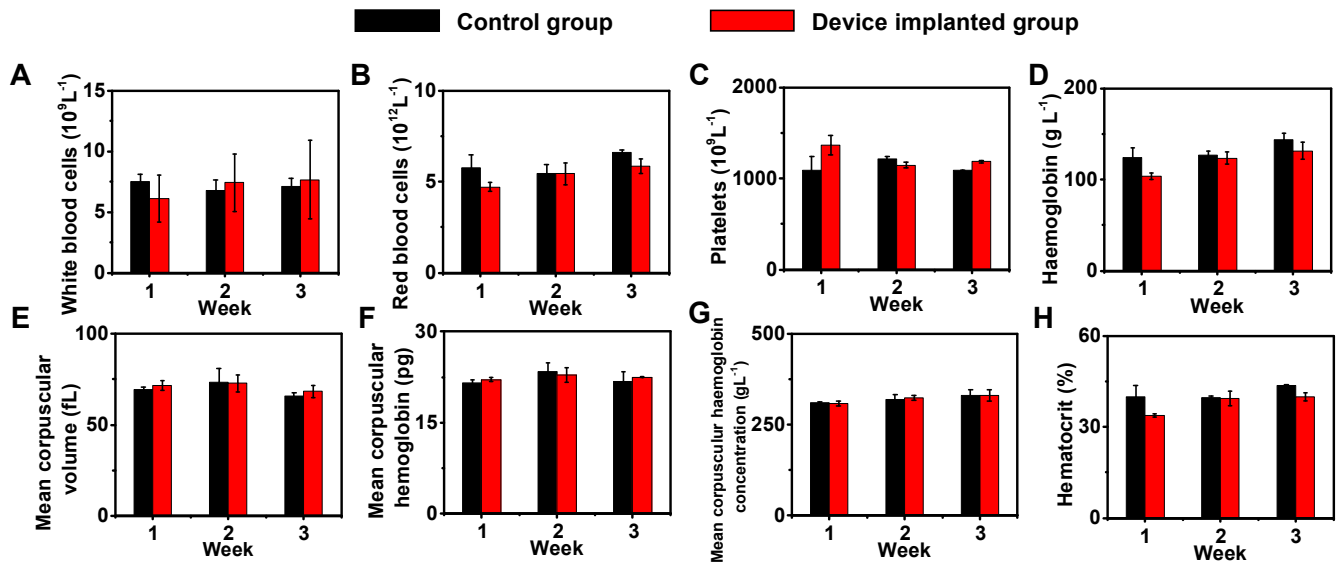 Control group
Device implanted group
A
White blood cells (10⁹L⁻¹)
15
10
5
0
1
2
3
Week
B
Red blood cells (10¹²L⁻¹)
10
5
0
1
2
3
Week
C
Platelets (10⁹L⁻¹)
2000
1000
0
1
2
3
Week
D
Haemoglobin (g L⁻¹)
200
100
0
1
2
3
Week
E
Mean corpuscular
volume (fL)
100
50
0
1
2
3
Week
F
Mean corpuscular
hemoglobin (pg)
30
15
0
1
2
3
Week
G
Mean corpusculur haemoglobin
concentration (gL⁻¹)
500
250
0
1
2
3
Week
H
Hematocrit (%)
60
30
0
1
2
3
Week